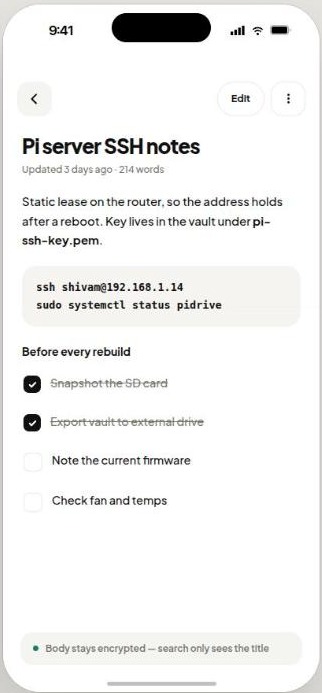 9:41
Edit
Pi server SSH notes
Updated 3 days ago · 214 words
Static lease on the router, so the address holds
after a reboot. Key lives in the vault under pi-
ssh-key.pem.
ssh shivam@192.168.1.14
sudo systemctl status pidrive
Before every rebuild
Snapshot the SD card
Export vault to external drive
Note the current firmware
Check fan and temps
Body stays encrypted — search only sees the title